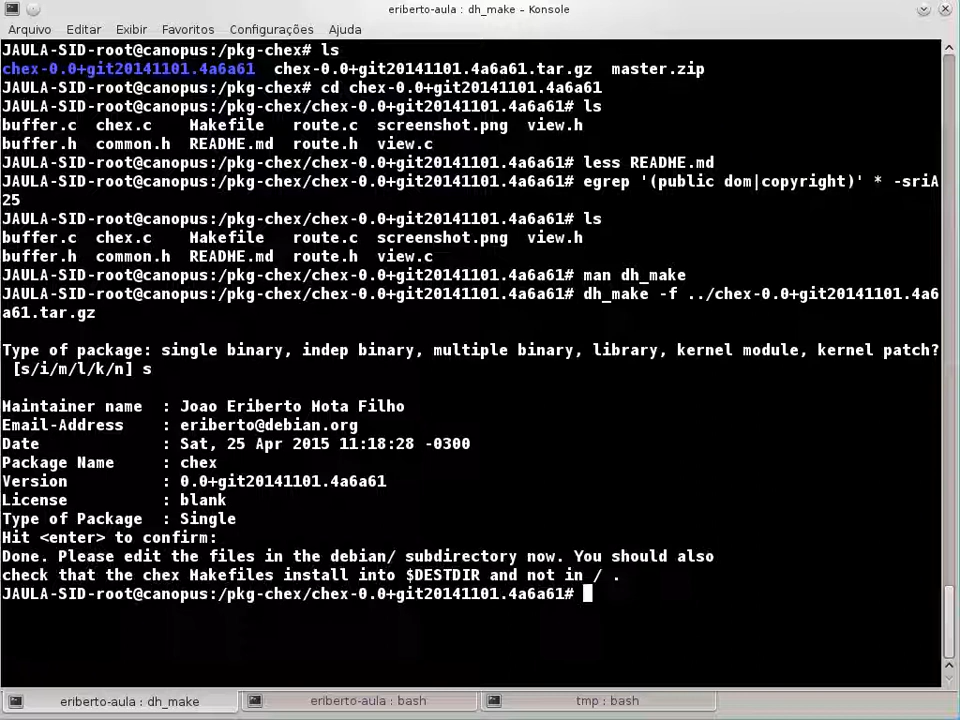 eriberto-aula : dh_make – Konsole
Arquivo Editar Exibir Favoritos Configurações Ajuda
JAULA-SID-root@canopus:/pkg-chex# ls
chex-0.0+git20141101.4a6a61 chex-0.0+git20141101.4a6a61.tar.gz master.zip
JAULA-SID-root@canopus:/pkg-chex# cd chex-0.0+git20141101.4a6a61
JAULA-SID-root@canopus:/pkg-chex/chex-0.0+git20141101.4a6a61# ls
buffer.c chex.c Makefile route.c screenshot.png view.h
buffer.h common.h README.md route.h view.c
JAULA-SID-root@canopus:/pkg-chex/chex-0.0+git20141101.4a6a61# less README.md
JAULA-SID-root@canopus:/pkg-chex/chex-0.0+git20141101.4a6a61# egrep '(public dom|copyright)' * -sriA
25
JAULA-SID-root@canopus:/pkg-chex/chex-0.0+git20141101.4a6a61# ls
buffer.c chex.c Makefile route.c screenshot.png view.h
buffer.h common.h README.md route.h view.c
JAULA-SID-root@canopus:/pkg-chex/chex-0.0+git20141101.4a6a61# man dh_make
JAULA-SID-root@canopus:/pkg-chex/chex-0.0+git20141101.4a6a61# dh_make -f ../chex-0.0+git20141101.4a6
a61.tar.gz
Type of package: single binary, indep binary, multiple binary, library, kernel module, kernel patch?
[s/i/m/l/k/n] s
Maintainer name : Joao Eriberto Mota Filho
Email-Address : eriberto@debian.org
Date : Sat, 25 Apr 2015 11:18:28 -0300
Package Name : chex
Version : 0.0+git20141101.4a6a61
License : blank
Type of Package : Single
Hit <enter> to confirm:
Done. Please edit the files in the debian/ subdirectory now. You should also
check that the chex Makefiles install into $DESTDIR and not in / .
JAULA-SID-root@canopus:/pkg-chex/chex-0.0+git20141101.4a6a61#
eriberto-aula : dh_make eriberto-aula : bash tmp : bash